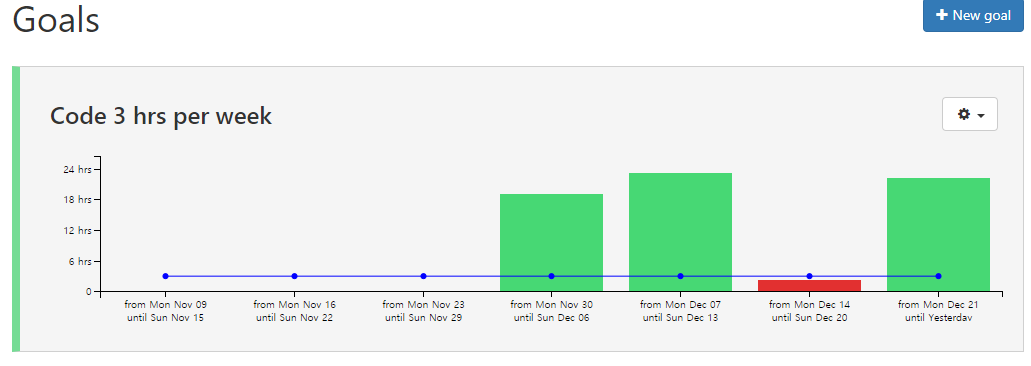 Goals
New goal
Code 3 hrs per week
24 hrs
18 hrs
12 hrs
6 hrs
0
from Mon Nov 09
until Sun Nov 15
from Mon Nov 16
until Sun Nov 22
from Mon Nov 23
until Sun Nov 29
from Mon Nov 30
until Sun Dec 06
from Mon Dec 07
until Sun Dec 13
from Mon Dec 14
until Sun Dec 20
from Mon Dec 21
until Yesterday